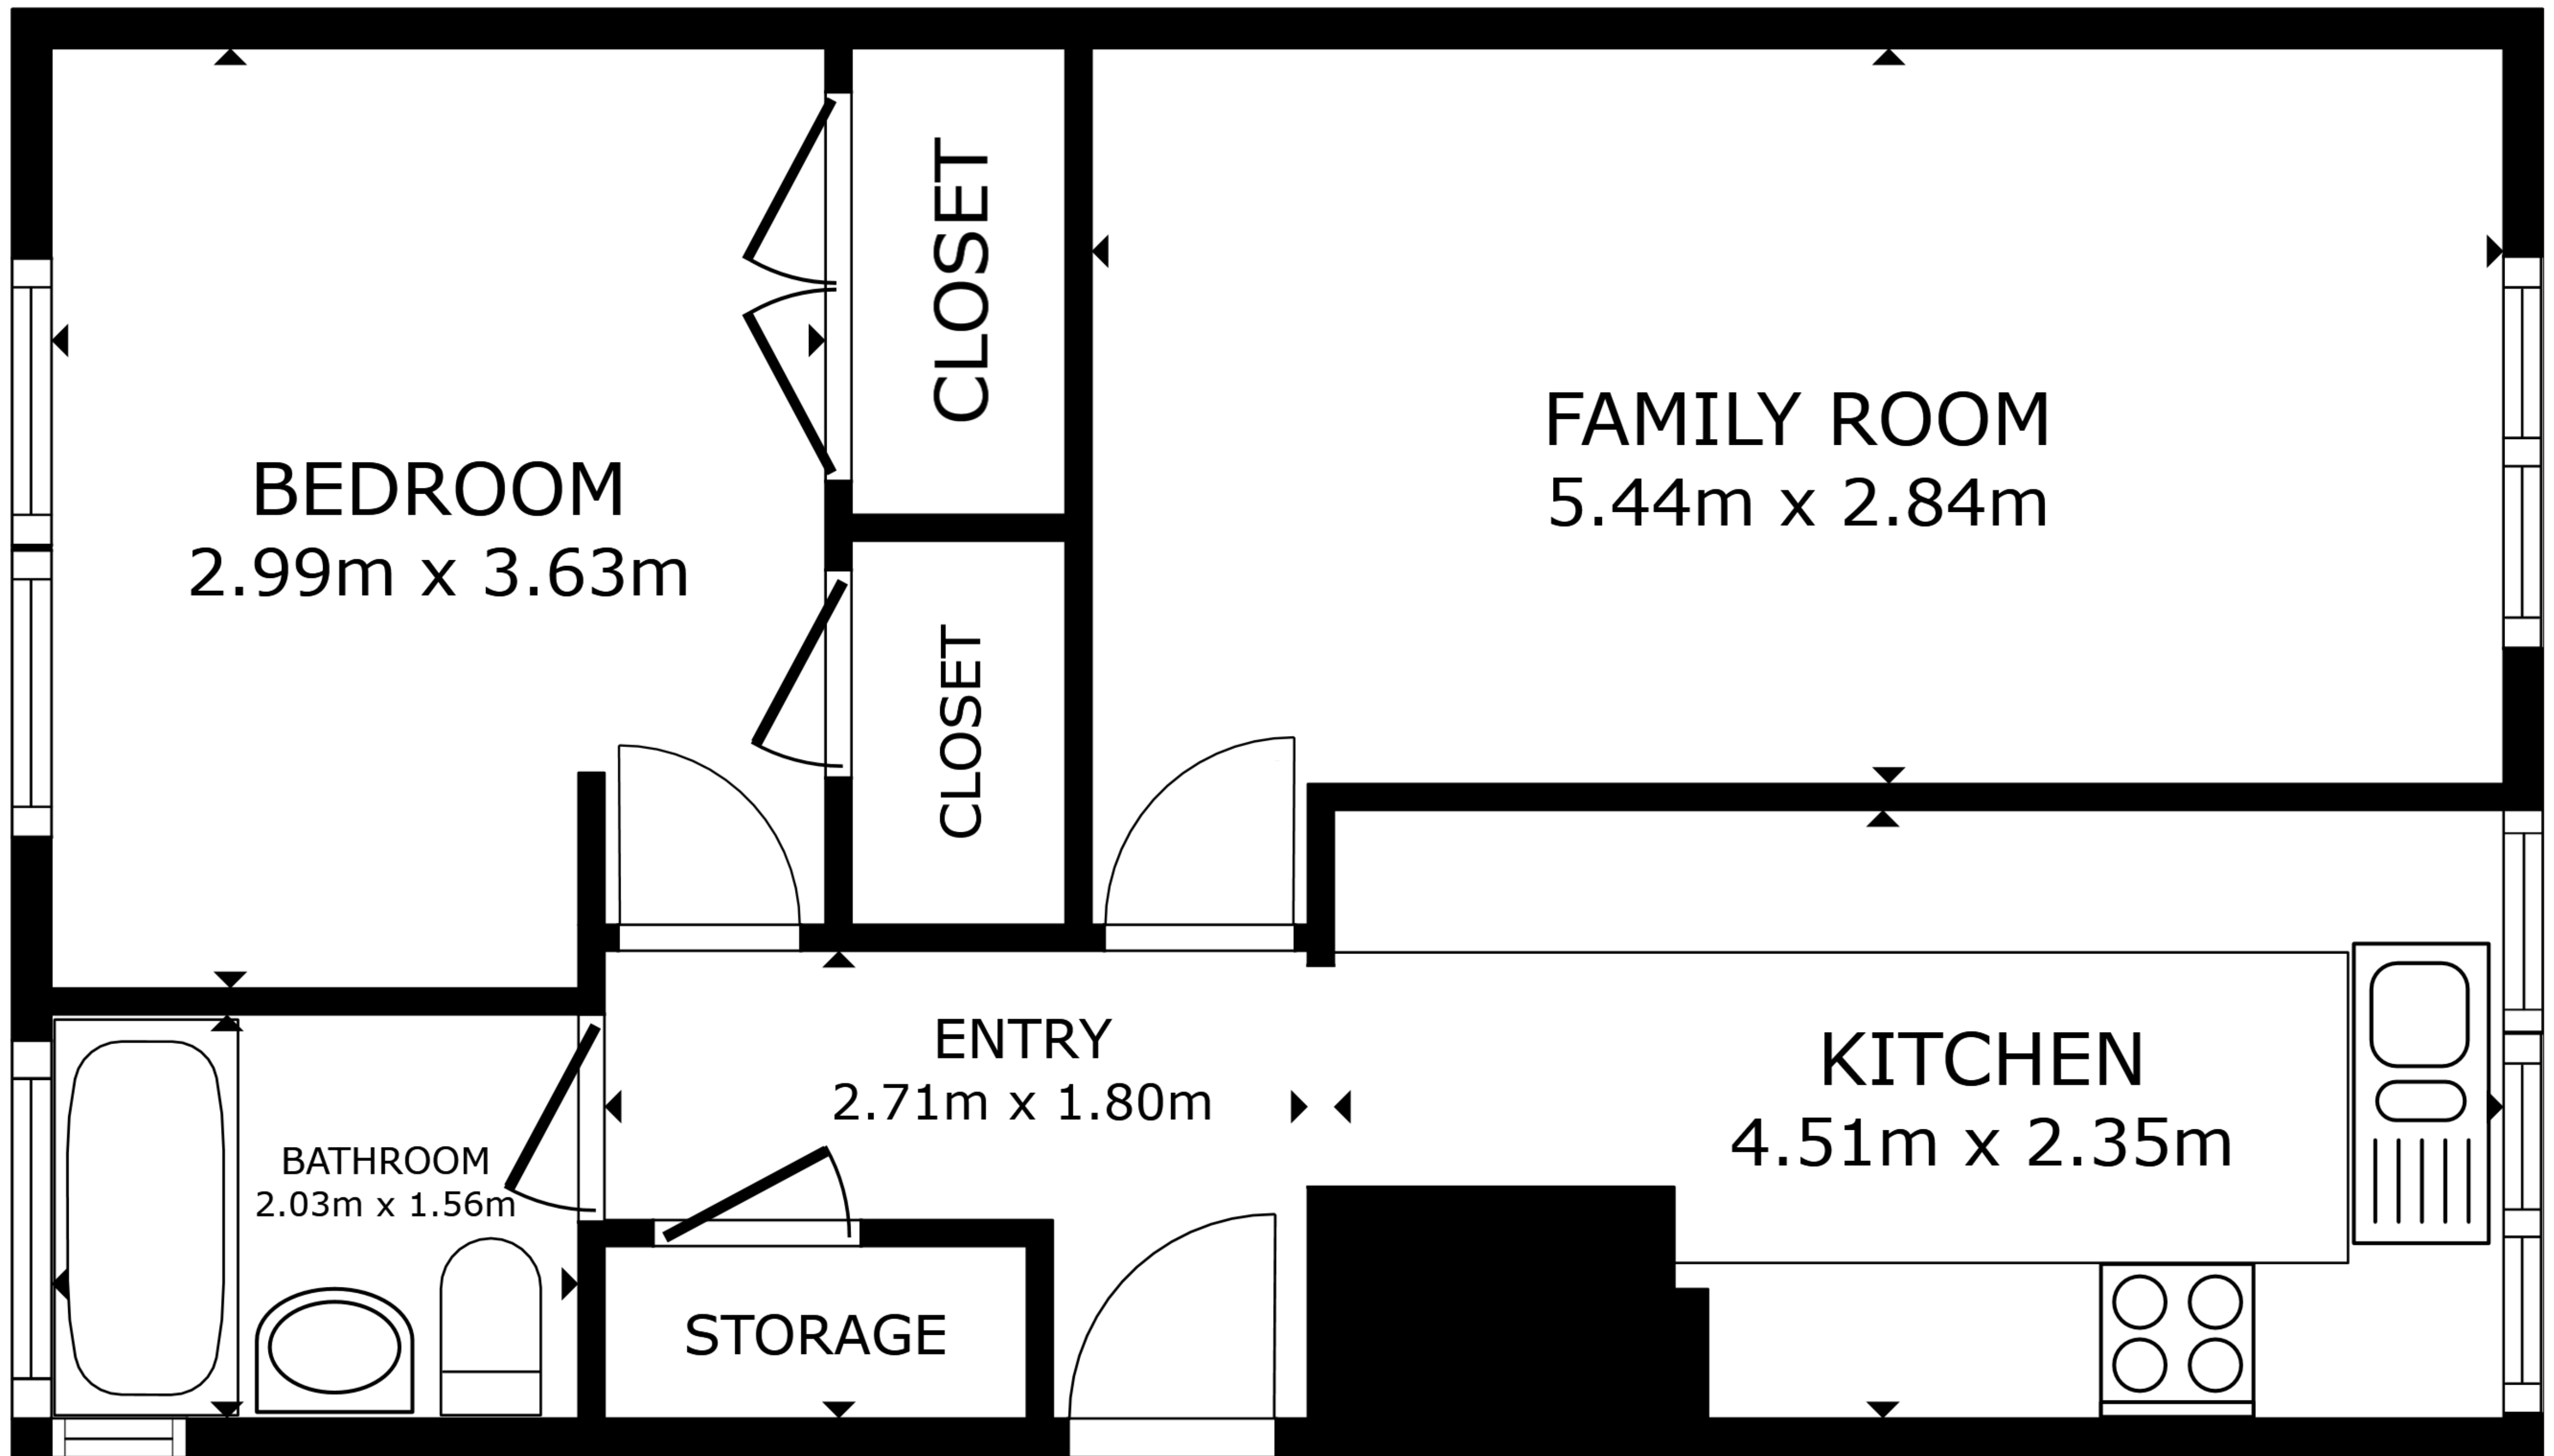 CLOSET
FAMILY ROOM
5.44m x 2.84m
BEDROOM
2.99m x 3.63m
CLOSET
ENTRY
2.71m x 1.80m
KITCHEN
4.51m x 2.35m
BATHROOM
2.03m x 1.56m
STORAGE